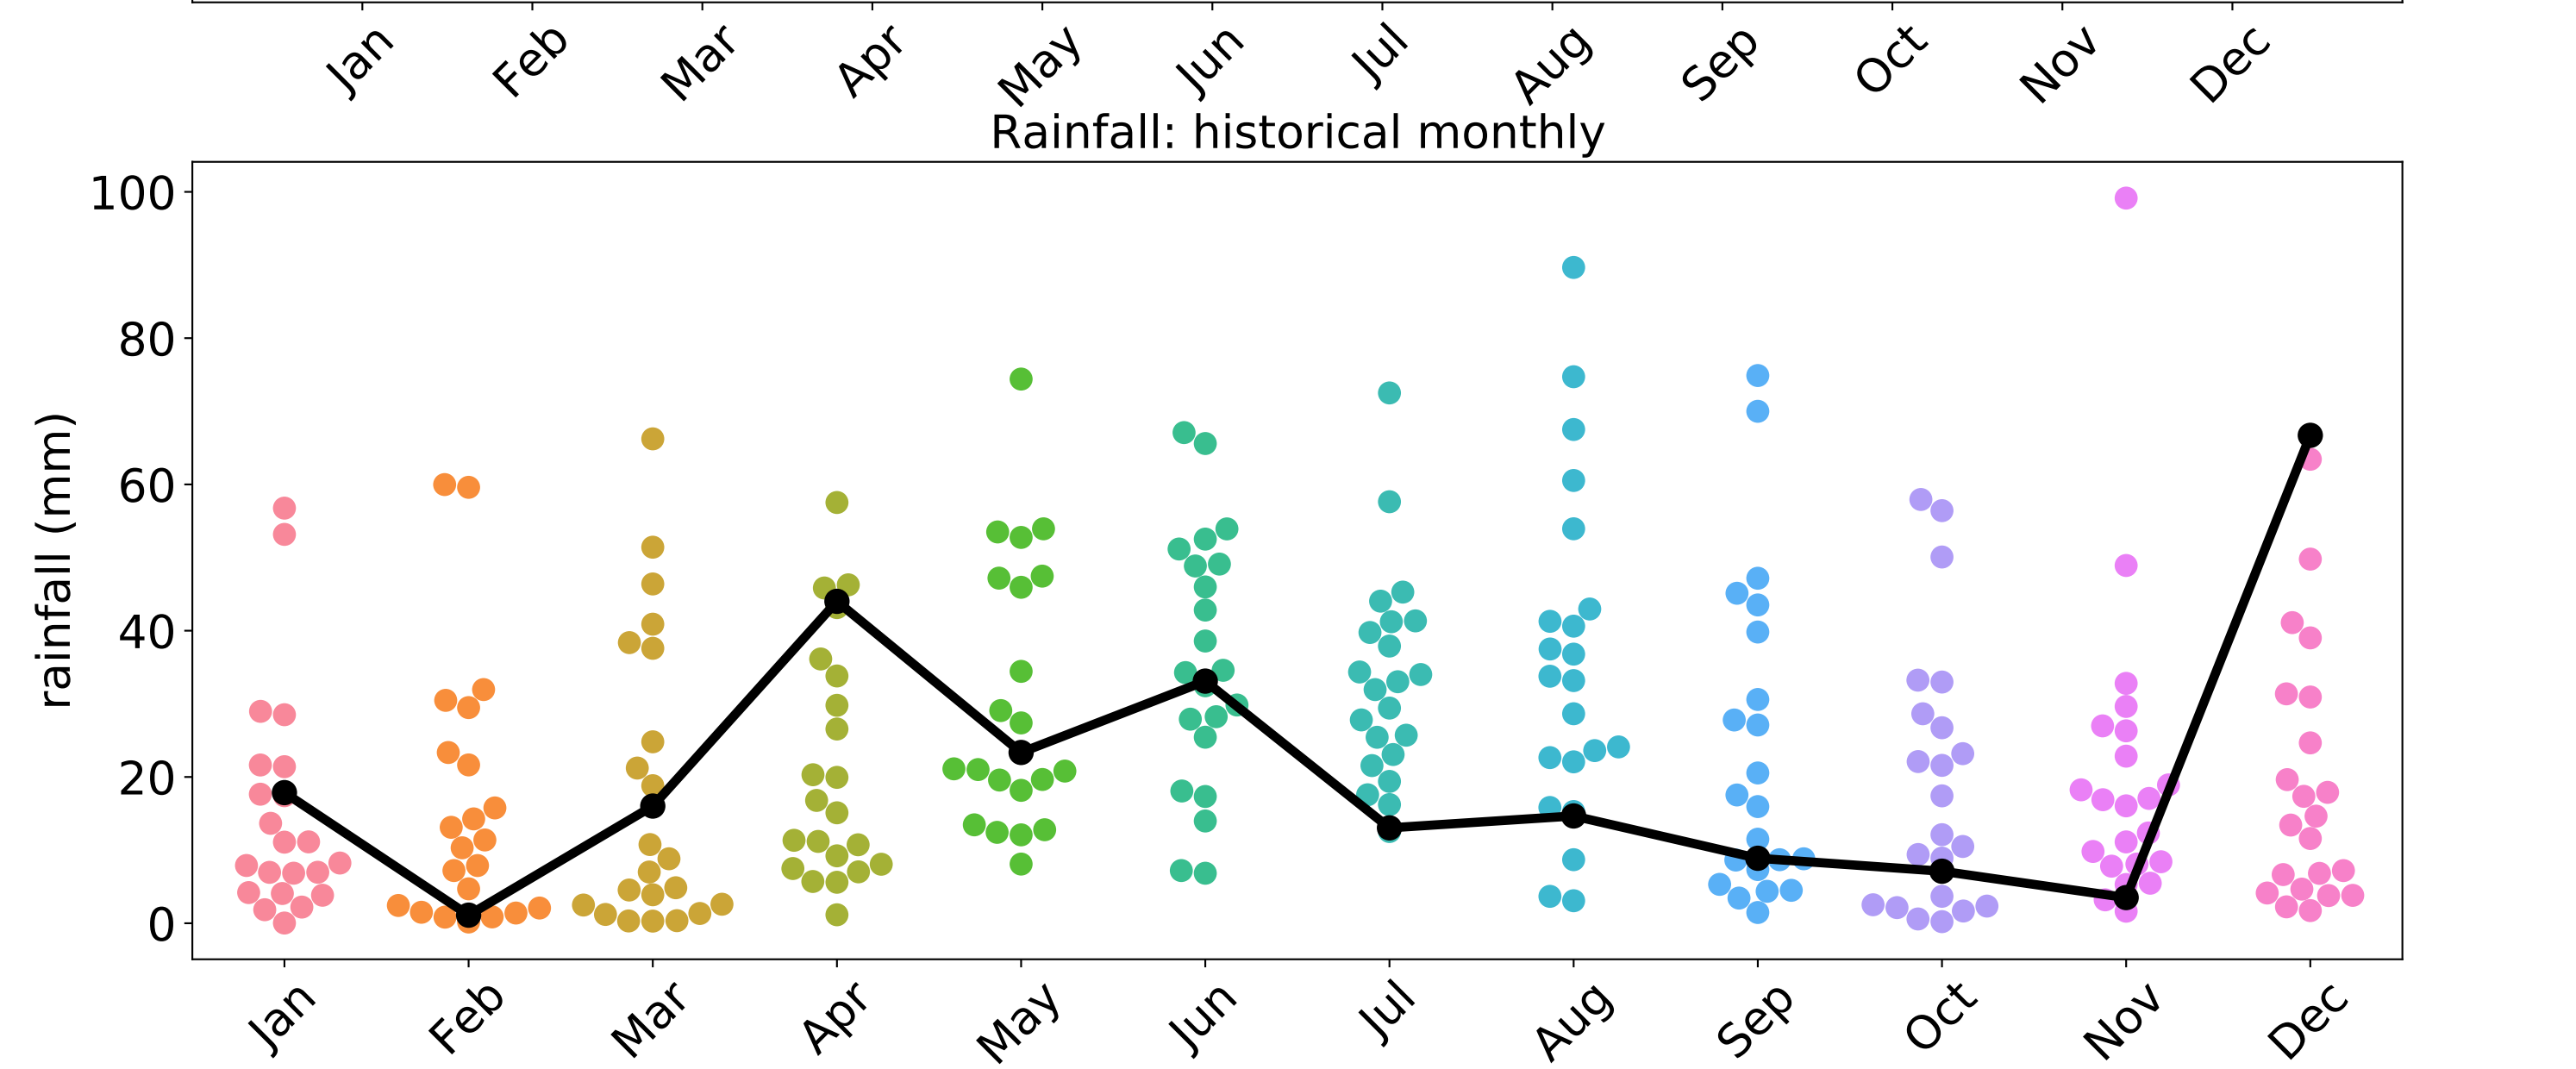 Jan Feb Mar Apr May Jun Jul Aug Sep Oct Nov Dec
Rainfall: historical monthly
100
80
60
40
20
0
rainfall (mm)
Jan Feb Mar Apr May Jun Jul Aug Sep Oct Nov Dec